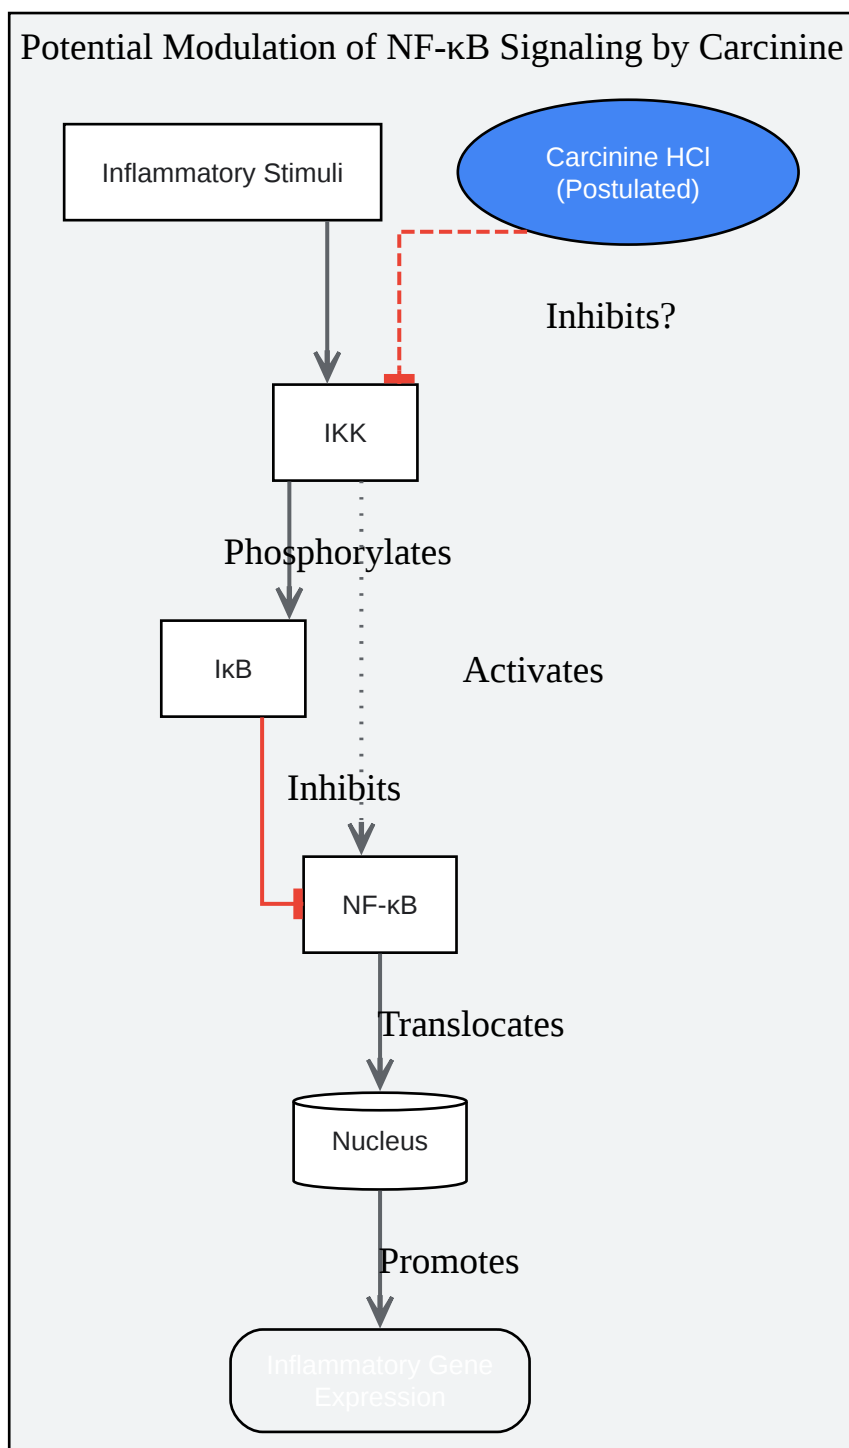 Potential Modulation of NF-κB Signaling by Carcinine
Inflammatory Stimuli
Carcinine HCl
(Postulated)
Inhibits?
IKK
Phosphorylates
IκB
Activates
Inhibits
NF-κB
Translocates
Nucleus
Promotes
Inflammatory Gene
Expression